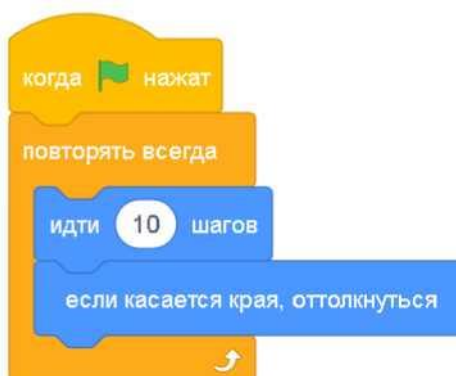 когда нажат
повторять всегда
идти 10 шагов
если касается края, оттолкнуться